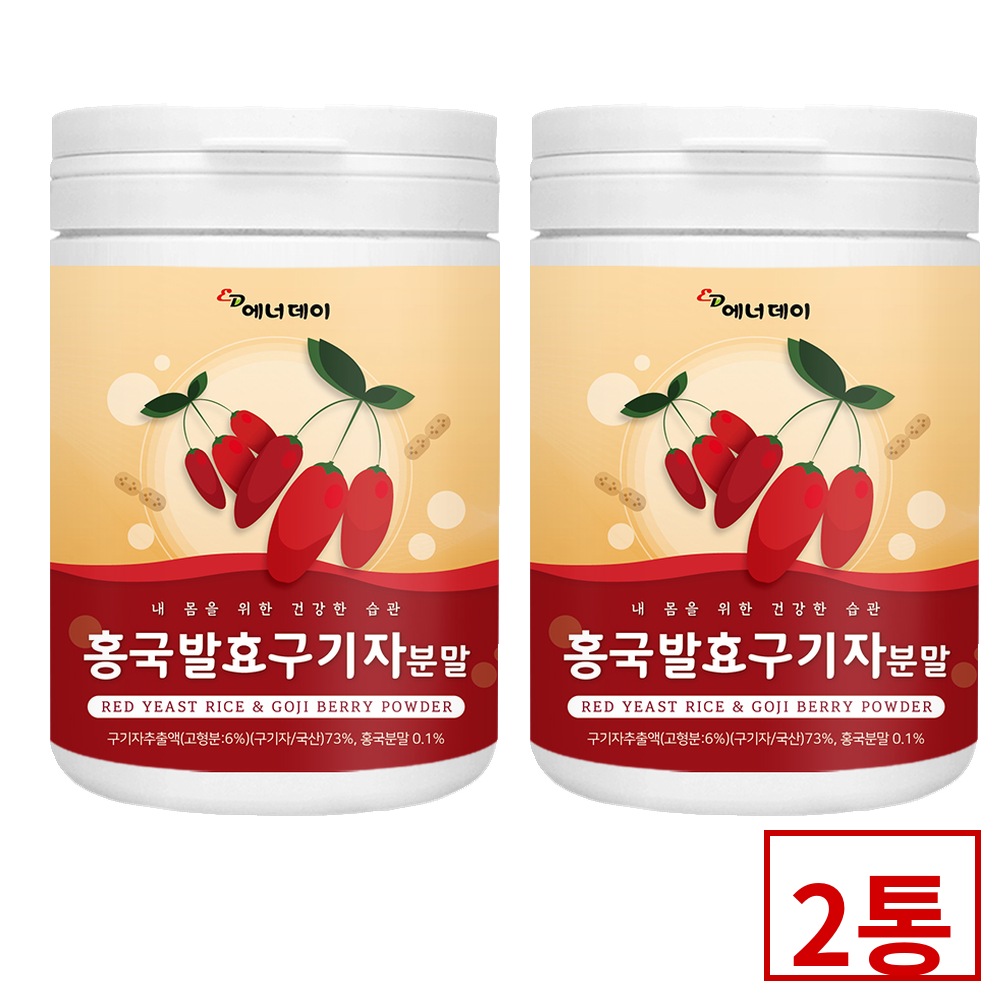 ED에너데이
내 몸을 위한 건강한 습관
홍국발효구기자분말
RED YEAST RICE & GOJI BERRY POWDER
구기자추출액(고형분:6%)(구기자/국산)73%, 홍국분말 0.1%
ED에너데이
내 몸을 위한 건강한 습관
홍국발효구기자분말
RED YEAST RICE & GOJI BERRY POWDER
구기자추출액(고형분:6%)(구기자/국산)73%, 홍국분말 0.1%
2통